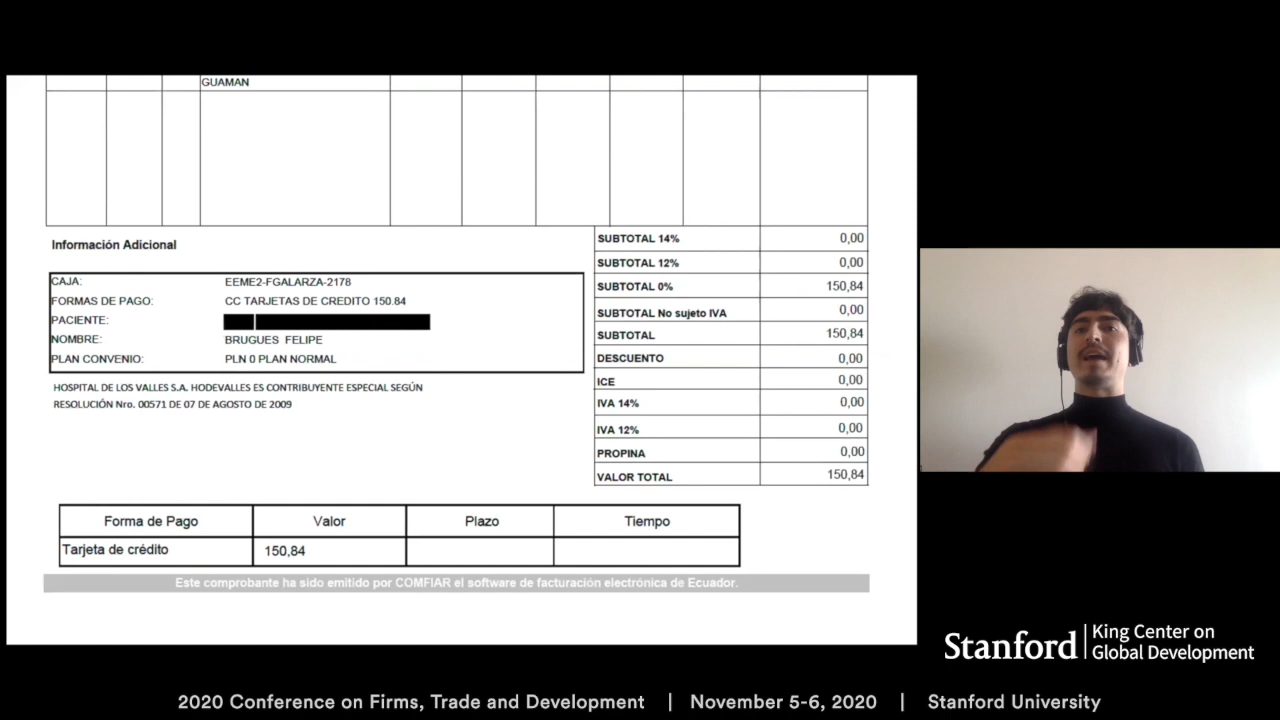 GUAMAN
Información Adicional
CAJA: EEME2-FGALARZA-2178
FORMAS DE PAGO: CC TARJETAS DE CREDITO 150.84
PACIENTE:
NOMBRE: BRUGUES FELIPE
PLAN CONVENIO: PLN 0 PLAN NORMAL
HOSPITAL DE LOS VALLES S.A. HODEVALLES ES CONTRIBUYENTE ESPECIAL SEGÚN
RESOLUCIÓN Nro. 00571 DE 07 DE AGOSTO DE 2009
SUBTOTAL 14% 0,00
SUBTOTAL 12% 0,00
SUBTOTAL 0% 150,84
SUBTOTAL No sujeto IVA 0,00
SUBTOTAL 150,84
DESCUENTO 0,00
ICE 0,00
IVA 14% 0,00
IVA 12% 0,00
PROPINA 0,00
VALOR TOTAL 150,84
Forma de Pago Valor Plazo Tiempo
Tarjeta de crédito 150,84
Este comprobante ha sido emitido por COMFIAR el software de facturación electrónica de Ecuador.
Stanford King Center on
Global Development
2020 Conference on Firms, Trade and Development | November 5-6, 2020 | Stanford University